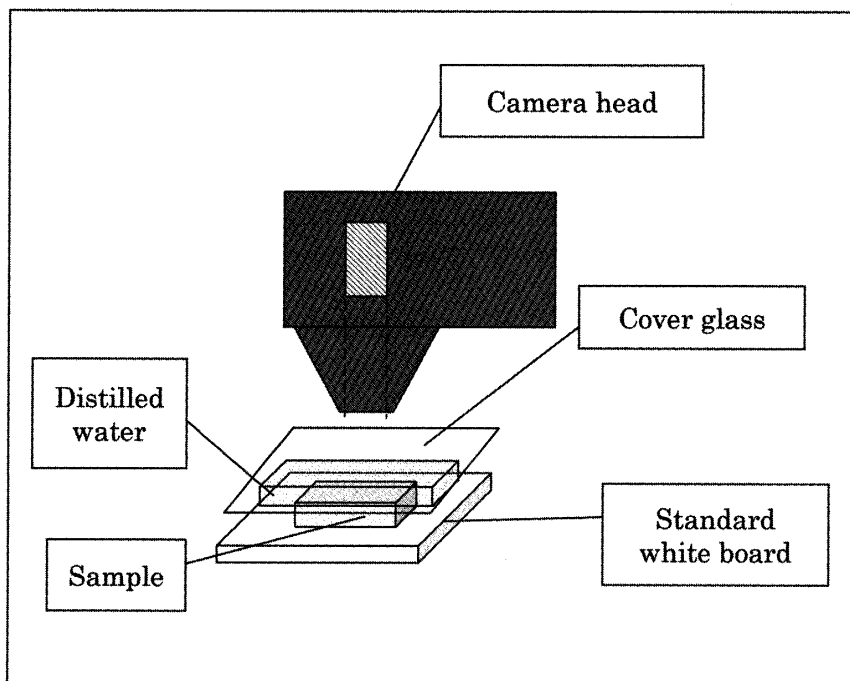 Camera head
Cover glass
Distilled
water
Standard
white board
Sample